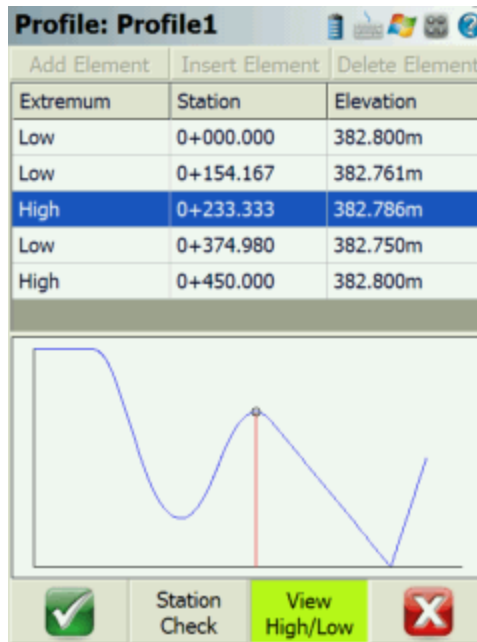 Profile: Profile1
Add Element Insert Element Delete Element
Extremum Station Elevation
Low 0+000.000 382.800m
Low 0+154.167 382.761m
High 0+233.333 382.786m
Low 0+374.980 382.750m
High 0+450.000 382.800m
Station Check
View High/Low